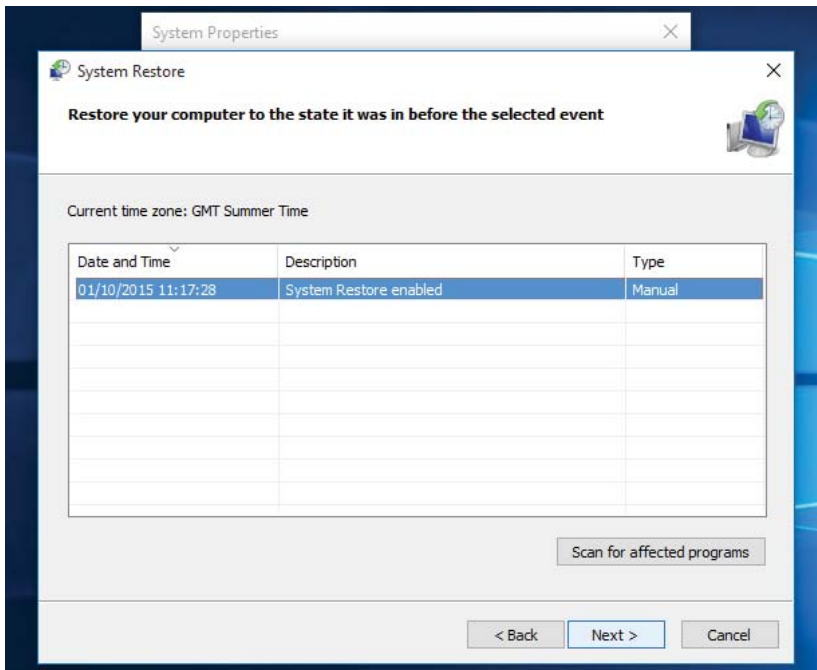 System Properties
System Restore
Restore your computer to the state it was in before the selected event
Current time zone: GMT Summer Time
Date and Time Description Type
01/10/2015 11:17:28 System Restore enabled Manual
Scan for affected programs
< Back Next > Cancel